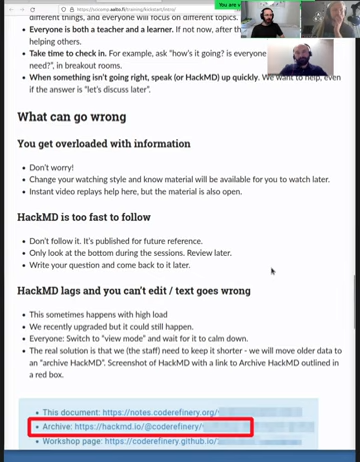 https://scicomp.aalto.fi/training/kickstart/intro/
You are v
different things, and everyone will focus on different topics.
• Everyone is both a teacher and a learner. If not now, after th
helping others.
• Take time to check in. For example, ask "how's it going? is everyone
need?", in breakout rooms.
• When something isn't going right, speak (or HackMD) up quickly. We want to help, even
if the answer is "let's discuss later".
What can go wrong
You get overloaded with information
• Don't worry!
• Change your watching style and know material will be available for you to watch later.
• Instant video replays help here, but the material is also open.
HackMD is too fast to follow
• Don't follow it. It's published for future reference.
• Only look at the bottom during the sessions. Review later.
• Write your question and come back to it later.
HackMD lags and you can't edit / text goes wrong
• This sometimes happens with high load
• We recently upgraded but it could still happen.
• Everyone: Switch to "view mode" and wait for it to calm down.
• The real solution is that we (the staff) need to keep it shorter - we will move older data to
an "archive HackMD". Screenshot of HackMD with a link to Archive HackMD outlined in
a red box.
• This document: https://notes.coderefinery.org/
• Archive: https://hackmd.io/@coderefinery/
• Workshop page: https://coderefinery.github.io/